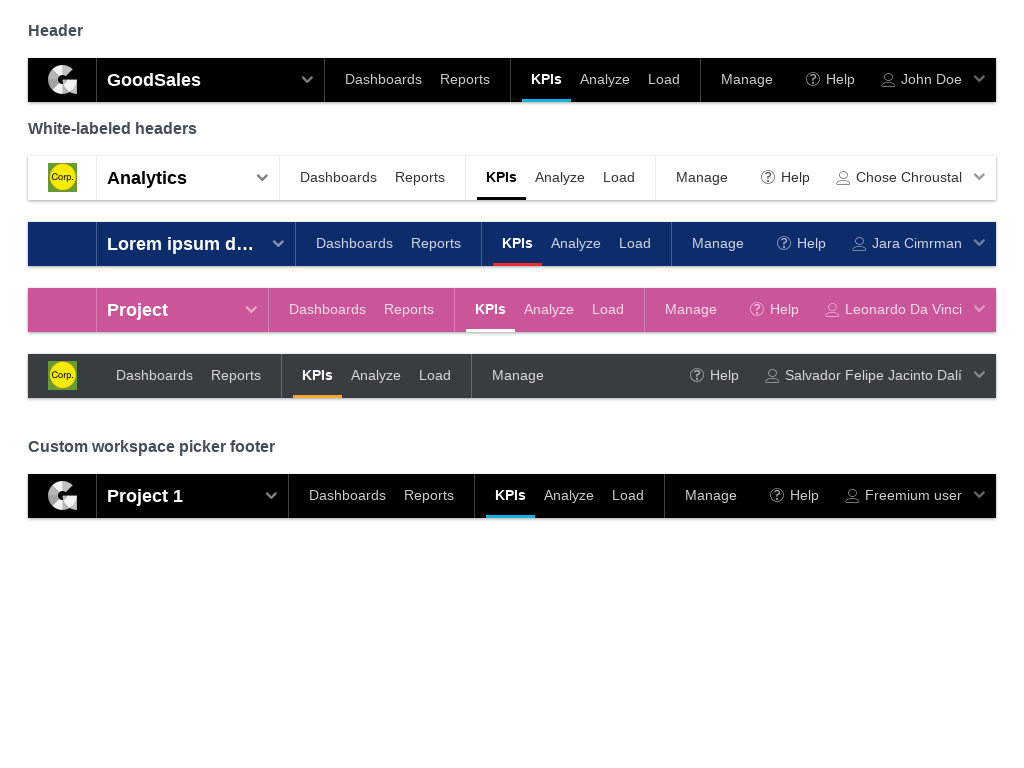 Header
GoodSales Dashboards Reports KPIs Analyze Load Manage Help John Doe
White-labeled headers
Corp. Analytics Dashboards Reports KPIs Analyze Load Manage Help Chose Chroustal
Lorem ipsum d… Dashboards Reports KPIs Analyze Load Manage Help Jara Cimrman
Project Dashboards Reports KPIs Analyze Load Manage Help Leonardo Da Vinci
Corp. Dashboards Reports KPIs Analyze Load Manage Help Salvador Felipe Jacinto Dalí
Custom workspace picker footer
Project 1 Dashboards Reports KPIs Analyze Load Manage Help Freemium user